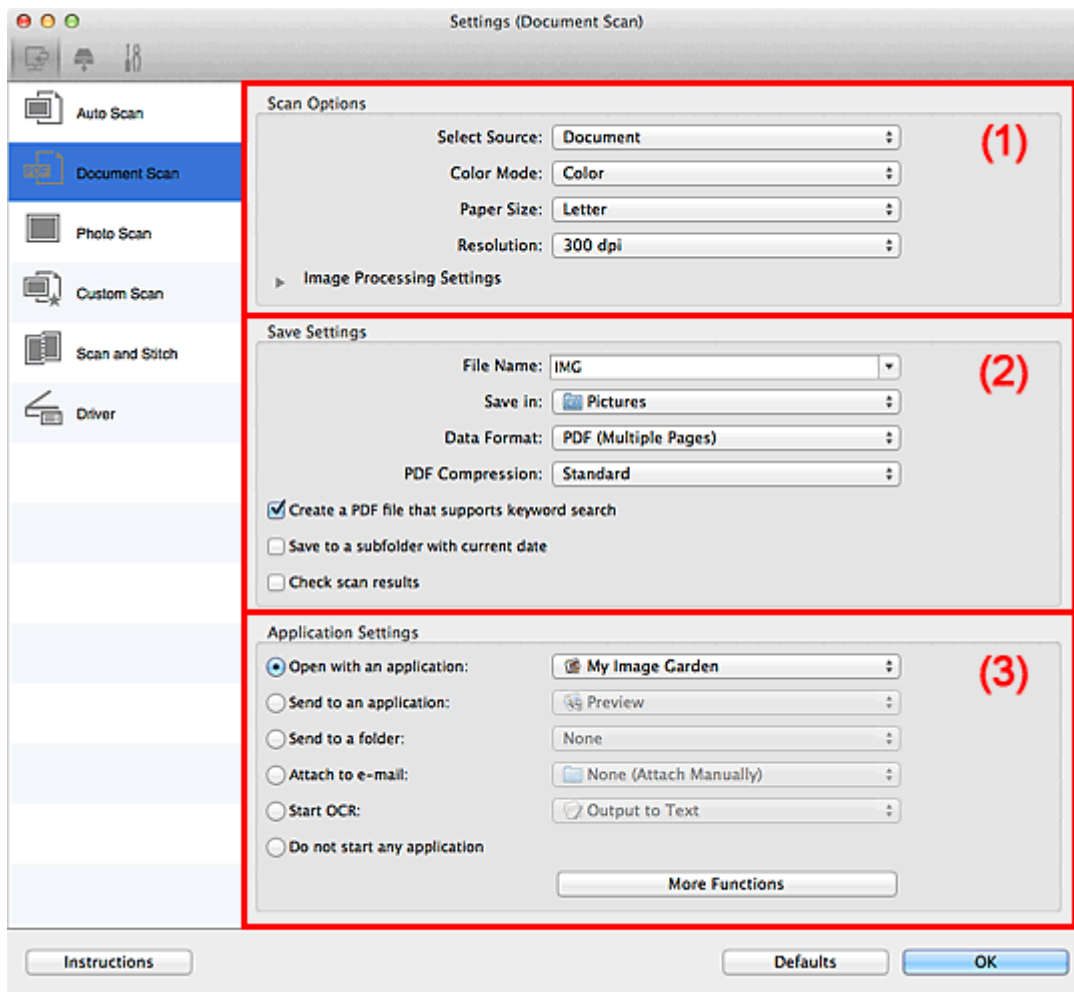 Settings (Document Scan)
Auto Scan
Document Scan
Photo Scan
Custom Scan
Scan and Stitch
Driver
Scan Options
(1)
Select Source: Document
Color Mode: Color
Paper Size: Letter
Resolution: 300 dpi
Image Processing Settings
Save Settings
(2)
File Name: IMG
Save in: Pictures
Data Format: PDF (Multiple Pages)
PDF Compression: Standard
Create a PDF file that supports keyword search
Save to a subfolder with current date
Check scan results
Application Settings
(3)
Open with an application: My Image Garden
Send to an application: Preview
Send to a folder: None
Attach to e-mail: None (Attach Manually)
Start OCR: Output to Text
Do not start any application
More Functions
Instructions
Defaults
OK